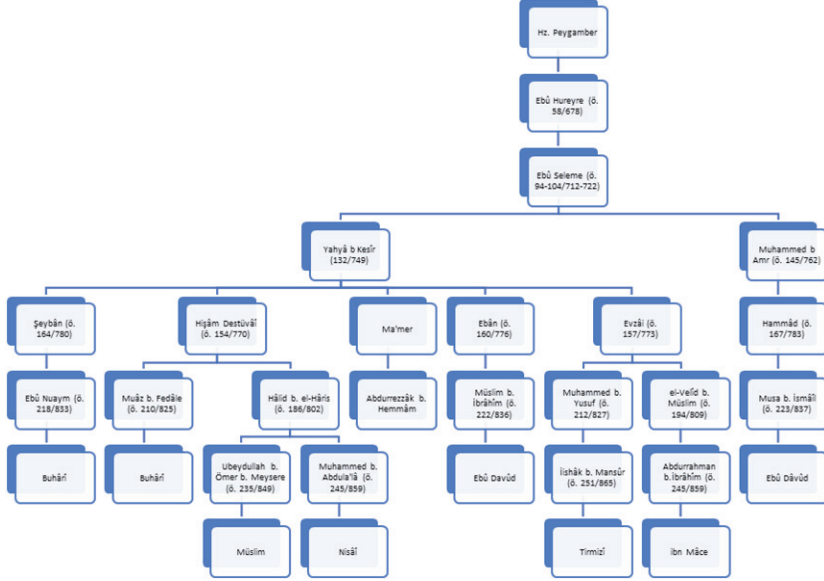 Hz. Peygamber
Ebû Hureyre (ö.
58/678)
Ebû Seleme (ö.
94-104/712-722)
Yahyâ b Kesîr
(132/749)
Muhammed b
Amr (ö. 145/762)
Şeybân (ö.
164/780)
Hişâm Destüvâî
(ö. 154/770)
Ma'mer
Ebân (ö.
160/776)
Evzâi (ö.
157/773)
Hammâd (ö.
167/783)
Ebû Nuaym (ö.
218/833)
Muâz b. Fedâle
(ö. 210/825)
Hâlid b. el-Hâris
(ö. 186/802)
Abdurrezzâk b.
Hemmâm
Müslim b.
İbrâhîm (ö.
222/836)
Muhammed b.
Yusuf (ö.
212/827)
el-Velîd b.
Müslim (ö.
194/809)
Musa b. İsmâîl
(ö. 223/837)
Buhârî
Buhârî
Ubeydullah b.
Ömer b. Meysere
(ö. 235/849)
Muhammed b.
Abdula'lâ (ö.
245/859)
Ebû Davûd
İishâk b. Mansûr
(ö. 251/865)
Abdurrahman
b.İbrâhîm (ö.
245/859)
Ebû Dâvûd
Müslim
Nisâî
Tirmizî
ibn Mâce